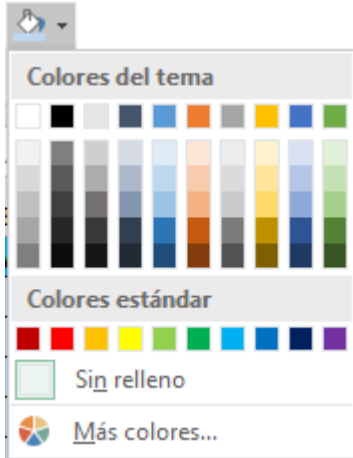 Colores del tema
Colores estándar
Sin relleno
Más colores...